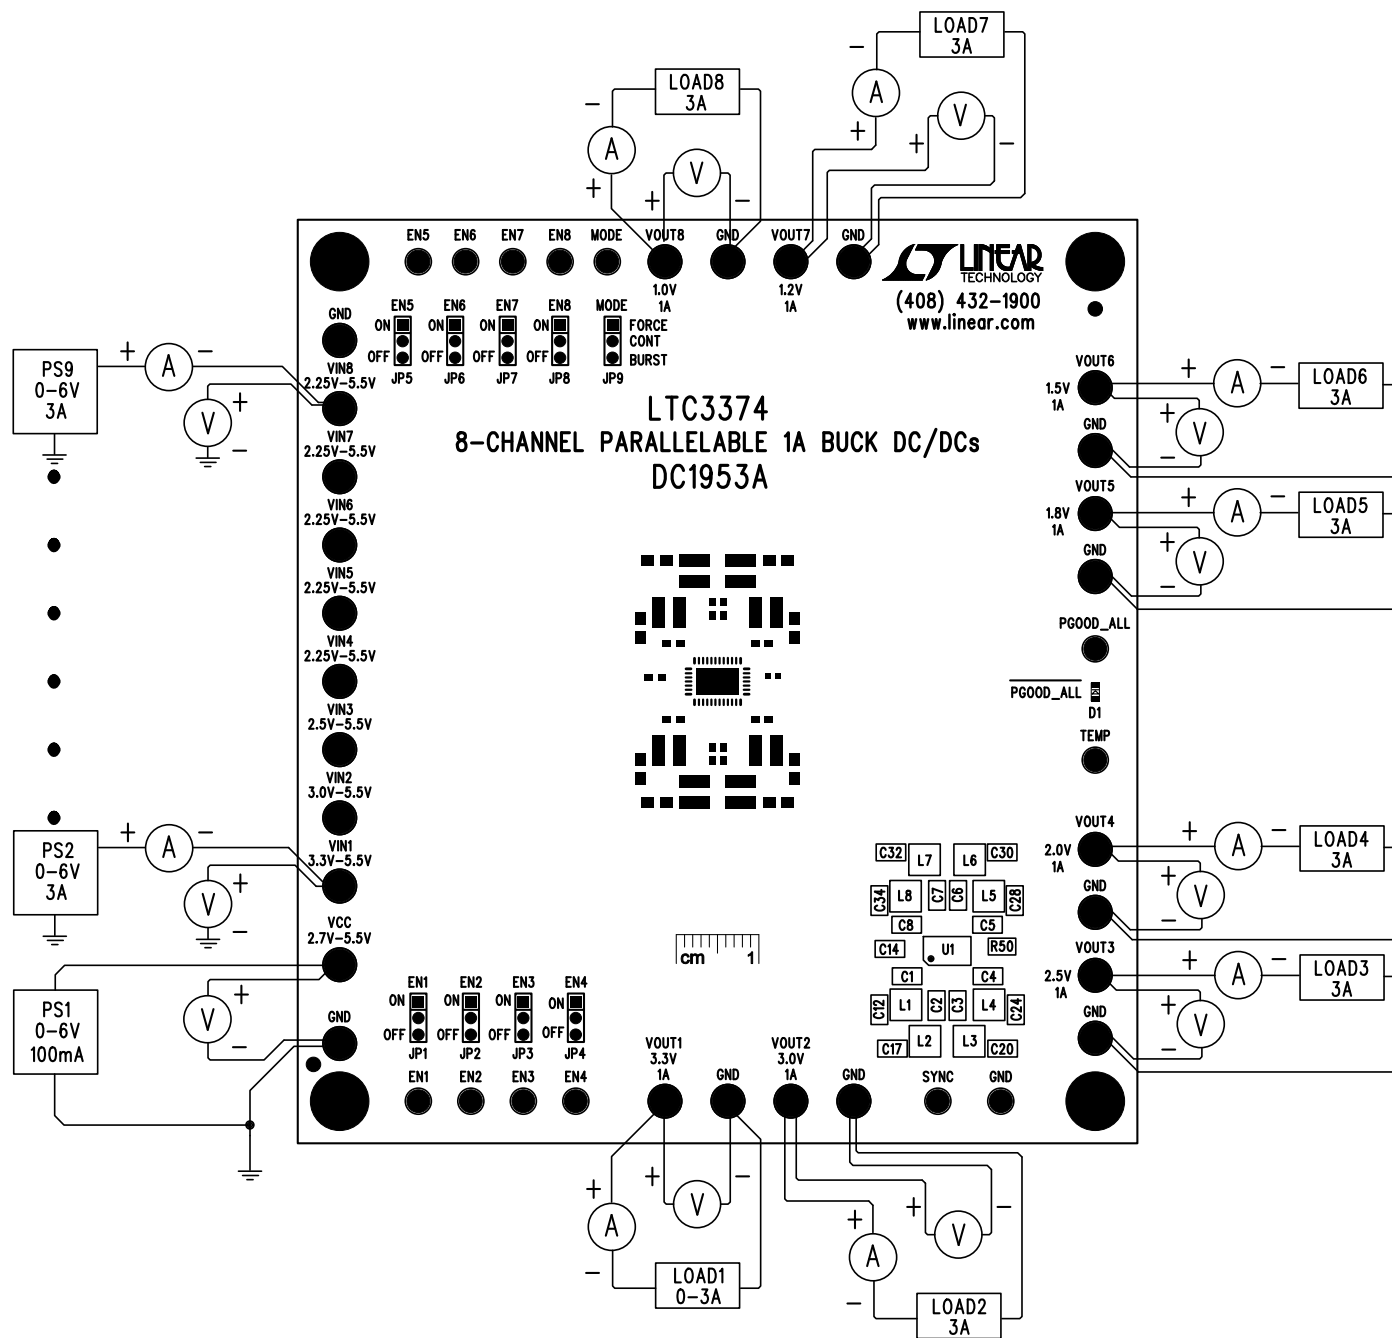 LOAD7
3A
LOAD8
3A
-
A
+
-
A
+
V
+
-
V
+
-
EN5
EN6
EN7
EN8
MODE
VOUT8
GND
VOUT7
GND
1.0V
1A
1.2V
1A
LINEAR
TECHNOLOGY
(408) 432-1900
www.linear.com
EN5
EN6
EN7
EN8
MODE
ON
OFF
ON
OFF
ON
OFF
ON
OFF
FORCE
CONT
BURST
JP5
JP6
JP7
JP8
JP9
LTC3374
8-CHANNEL PARALLELABLE 1A BUCK DC/DCs
DC1953A
PS9
0-6V
3A
+
A
-
V
+
-
GND
VIN8
2.25V-5.5V
VIN7
2.25V-5.5V
VIN6
2.25V-5.5V
VIN5
2.25V-5.5V
VIN4
2.25V-5.5V
VIN3
2.5V-5.5V
VIN2
3.0V-5.5V
VIN1
3.3V-5.5V
VCC
2.7V-5.5V
GND
PS2
0-6V
3A
+
A
-
V
+
-
PS1
0-6V
100mA
V
+
-
VOUT6
1.5V
1A
GND
+
A
-
LOAD6
3A
+
V
-
VOUT5
1.8V
1A
GND
+
A
-
LOAD5
3A
+
V
-
PGOOD_ALL
PGOOD_ALL
D1
TEMP
VOUT4
2.0V
1A
GND
+
A
-
LOAD4
3A
+
V
-
VOUT3
2.5V
1A
GND
+
A
-
LOAD3
3A
+
V
-
C32
L7
L6
C30
C34
L8
C7
C6
L5
C28
C8
C5
C14
U1
R50
C1
C4
C12
L1
C2
C3
L4
C24
C17
L2
L3
C20
cm
1
EN1
EN2
EN3
EN4
ON
OFF
ON
OFF
ON
OFF
ON
OFF
JP1
JP2
JP3
JP4
EN1
EN2
EN3
EN4
VOUT1
3.3V
1A
GND
VOUT2
3.0V
1A
GND
SYNC
GND
+
A
-
+
V
-
LOAD1
0-3A
+
A
-
+
V
-
LOAD2
3A